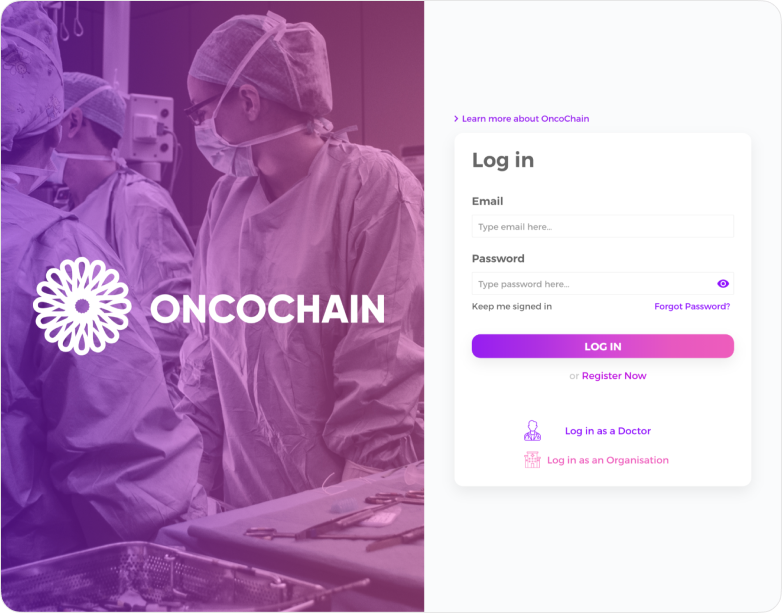 ONCOCHAIN
Learn more about OncoChain
Log in
Email
Type email here...
Password
Type password here...
Keep me signed in
Forgot Password?
LOG IN
or Register Now
Log in as a Doctor
Log in as an Organisation